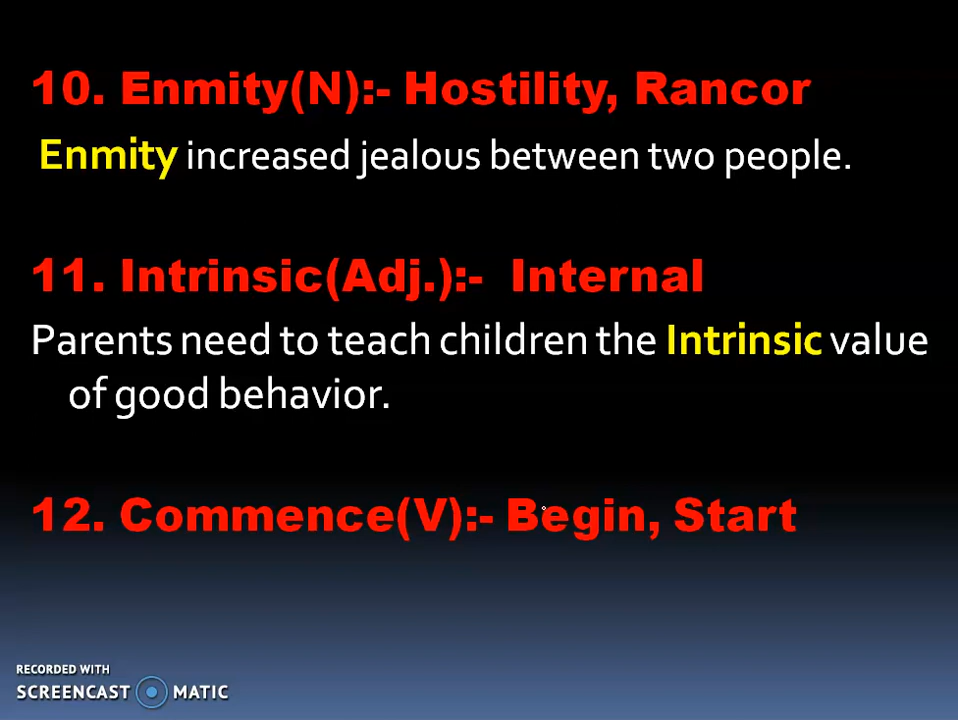 10. Enmity(N):- Hostility, Rancor
Enmity increased jealous between two people.
11. Intrinsic(Adj.):- Internal
Parents need to teach children the Intrinsic value
of good behavior.
12. Commence(V):- Begin, Start
RECORDED WITH
SCREENCAST MATIC